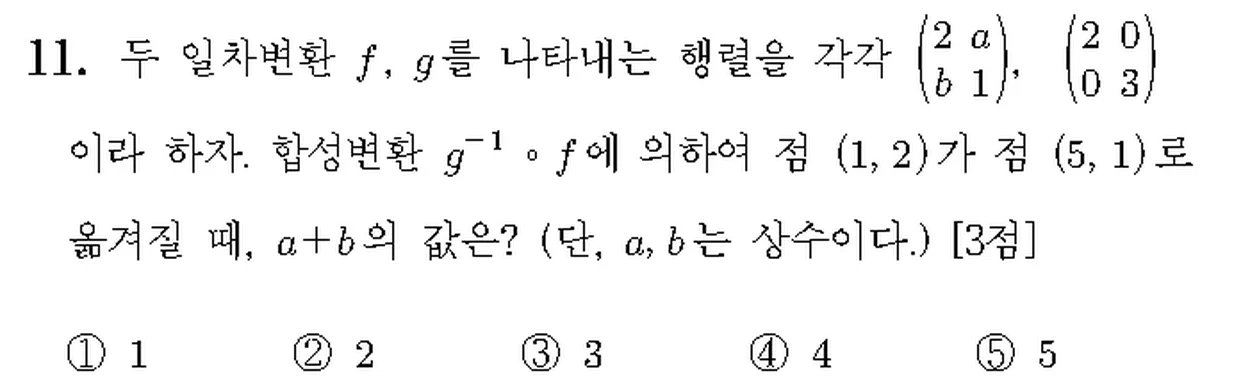 11. 두 일차변환 f, g를 나타내는 행렬을 각각 (2 a; b 1), (2 0; 0 3)
이라 하자. 합성변환 g⁻¹ ∘ f에 의하여 점 (1, 2)가 점 (5, 1)로
옮겨질 때, a+b의 값은? (단, a, b는 상수이다.) [3점]
① 1 ② 2 ③ 3 ④ 4 ⑤ 5